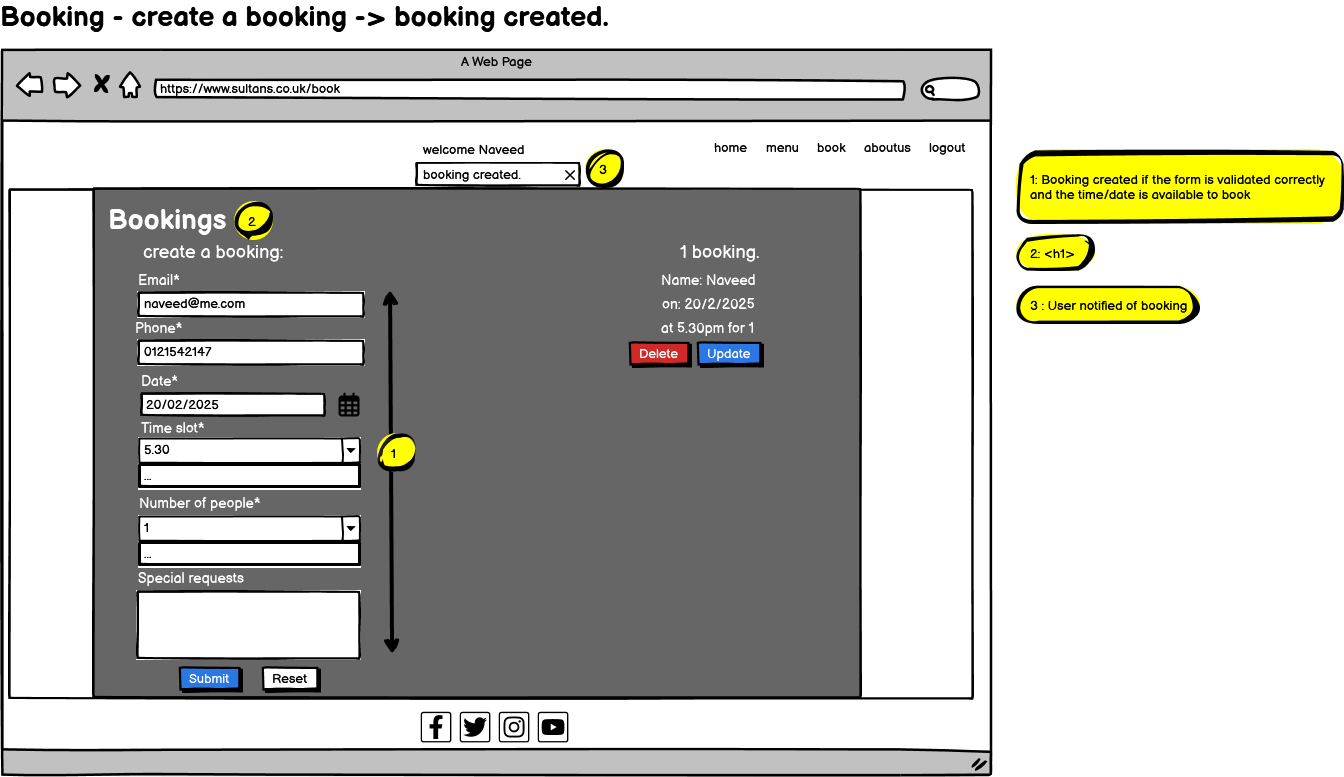 Booking - create a booking -> booking created.
A Web Page
https://www.sultans.co.uk/book
welcome Naveed
home menu book aboutus logout
booking created.
3
Bookings
2
create a booking:
Email*
naveed@me.com
Phone*
0121542147
Date*
20/02/2025
Time slot*
5.30
...
Number of people*
1
...
Special requests
Submit
Reset
1
1 booking.
Name: Naveed
on: 20/2/2025
at 5.30pm for 1
Delete
Update
1: Booking created if the form is validated correctly
and the time/date is available to book
2: <h1>
3 : User notified of booking